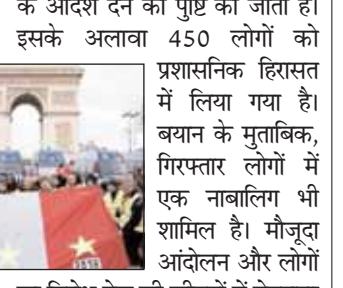 के आदेश देने की पुष्टि की जाती है।
इसके अलावा 450 लोगों को
प्रशासनिक हिरासत
में लिया गया है।
बयान के मुताबिक,
गिरफ्तार लोगों में
एक नाबालिग भी
शामिल है। मौजूदा
आंदोलन और लोगों